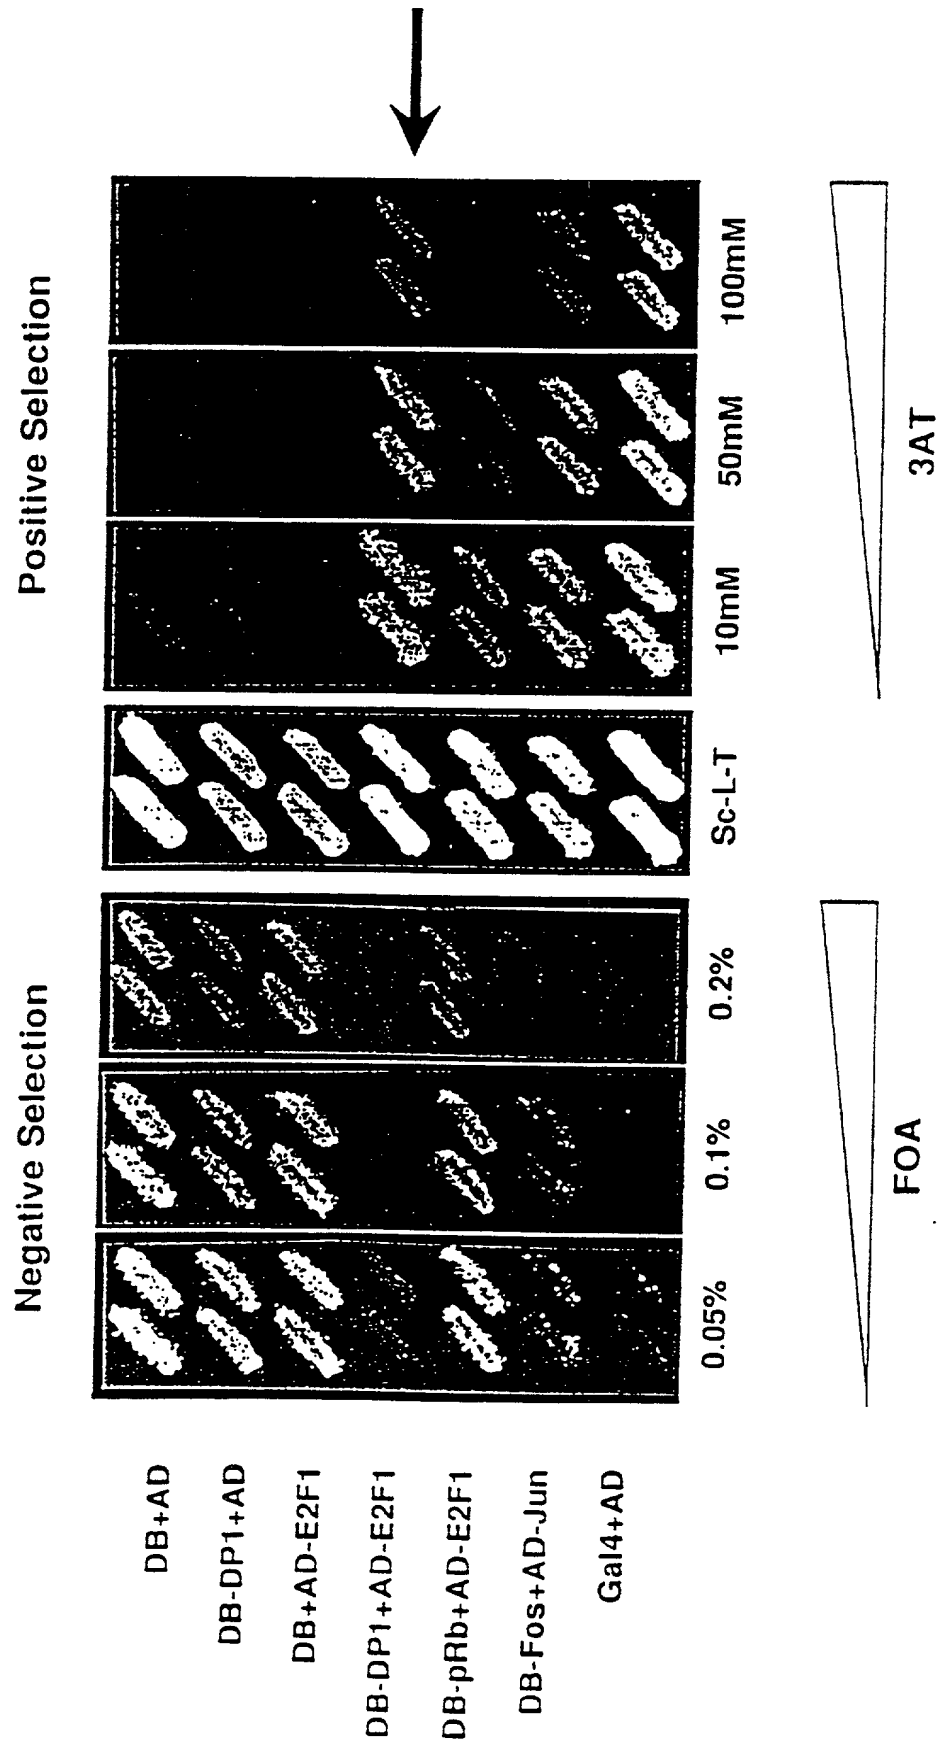 Negative Selection
Positive Selection
DB+AD
DB-DP1+AD
DB+AD-E2F1
DB-DP1+AD-E2F1
DB-pRb+AD-E2F1
DB-Fos+AD-Jun
Gal4+AD
0.05%
0.1%
0.2%
Sc-L-T
10mM
50mM
100mM
FOA
3AT